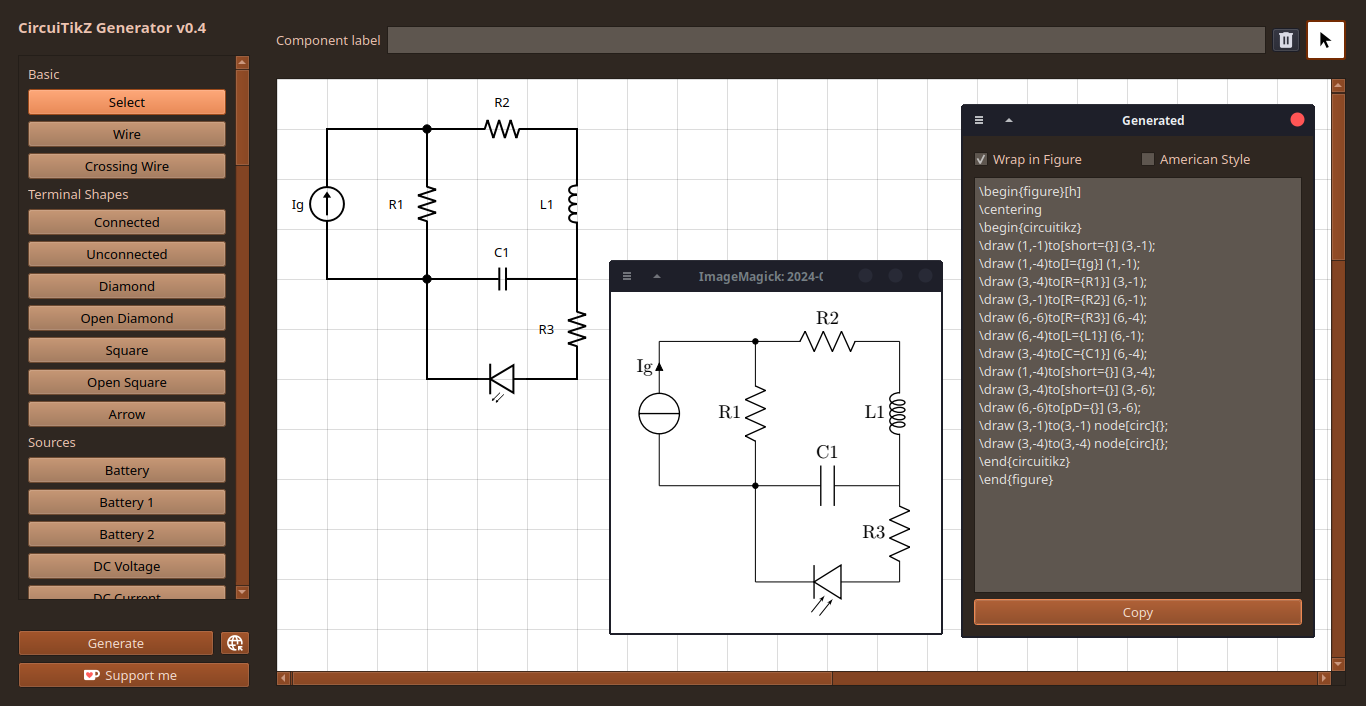 CircuiTikZ Generator v0.4
Component label
Basic
Select
Wire
Crossing Wire
Terminal Shapes
Connected
Unconnected
Diamond
Open Diamond
Square
Open Square
Arrow
Sources
Battery
Battery 1
Battery 2
DC Voltage
DC Current
Generate
Support me
R2
Ig
R1
L1
C1
R3
ImageMagick: 2024-0
R2
Ig
R1
L1
C1
R3
Generated
Wrap in Figure
American Style
\begin{figure}[h]
\centering
\begin{circuitikz}
\draw (1,-1)to[short={}] (3,-1);
\draw (1,-4)to[I={Ig}] (1,-1);
\draw (3,-4)to[R={R1}] (3,-1);
\draw (3,-1)to[R={R2}] (6,-1);
\draw (6,-6)to[R={R3}] (6,-4);
\draw (6,-4)to[L={L1}] (6,-1);
\draw (3,-4)to[C={C1}] (6,-4);
\draw (1,-4)to[short={}] (3,-4);
\draw (3,-4)to[short={}] (3,-6);
\draw (6,-6)to[pD={}] (3,-6);
\draw (3,-1)to(3,-1) node[circ]{};
\draw (3,-4)to(3,-4) node[circ]{};
\end{circuitikz}
\end{figure}
Copy